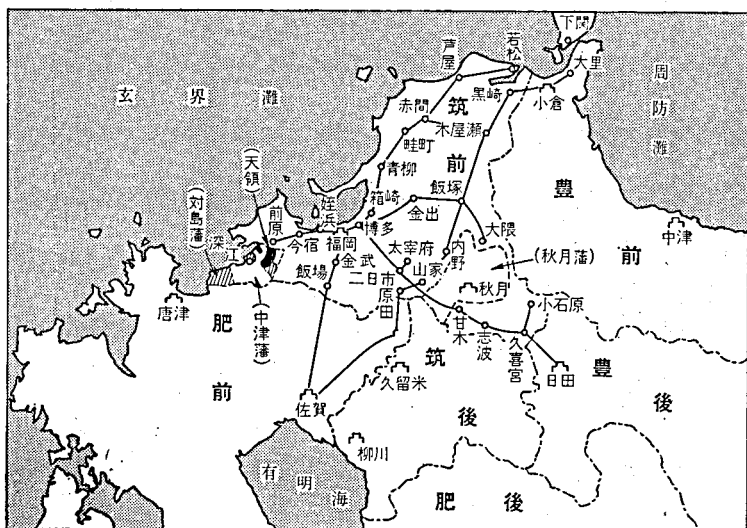 下関
若松
芦屋
大里
黒崎
小倉
玄界灘
周防灘
筑前
赤間
木屋瀬
畦町
青柳
豊前
(天領)
(対島藩)
姪浜
箱崎
飯塚
金出
前原
今宿
福岡
博多
大隈
中津
深江
金武
太宰府
内野
(秋月藩)
飯場
二日市
山家
原田
秋月
小石原
唐津
(中津藩)
甘木
志波
久喜宮
日田
肥前
筑後
豊後
久留米
佐賀
柳川
有明海
肥後